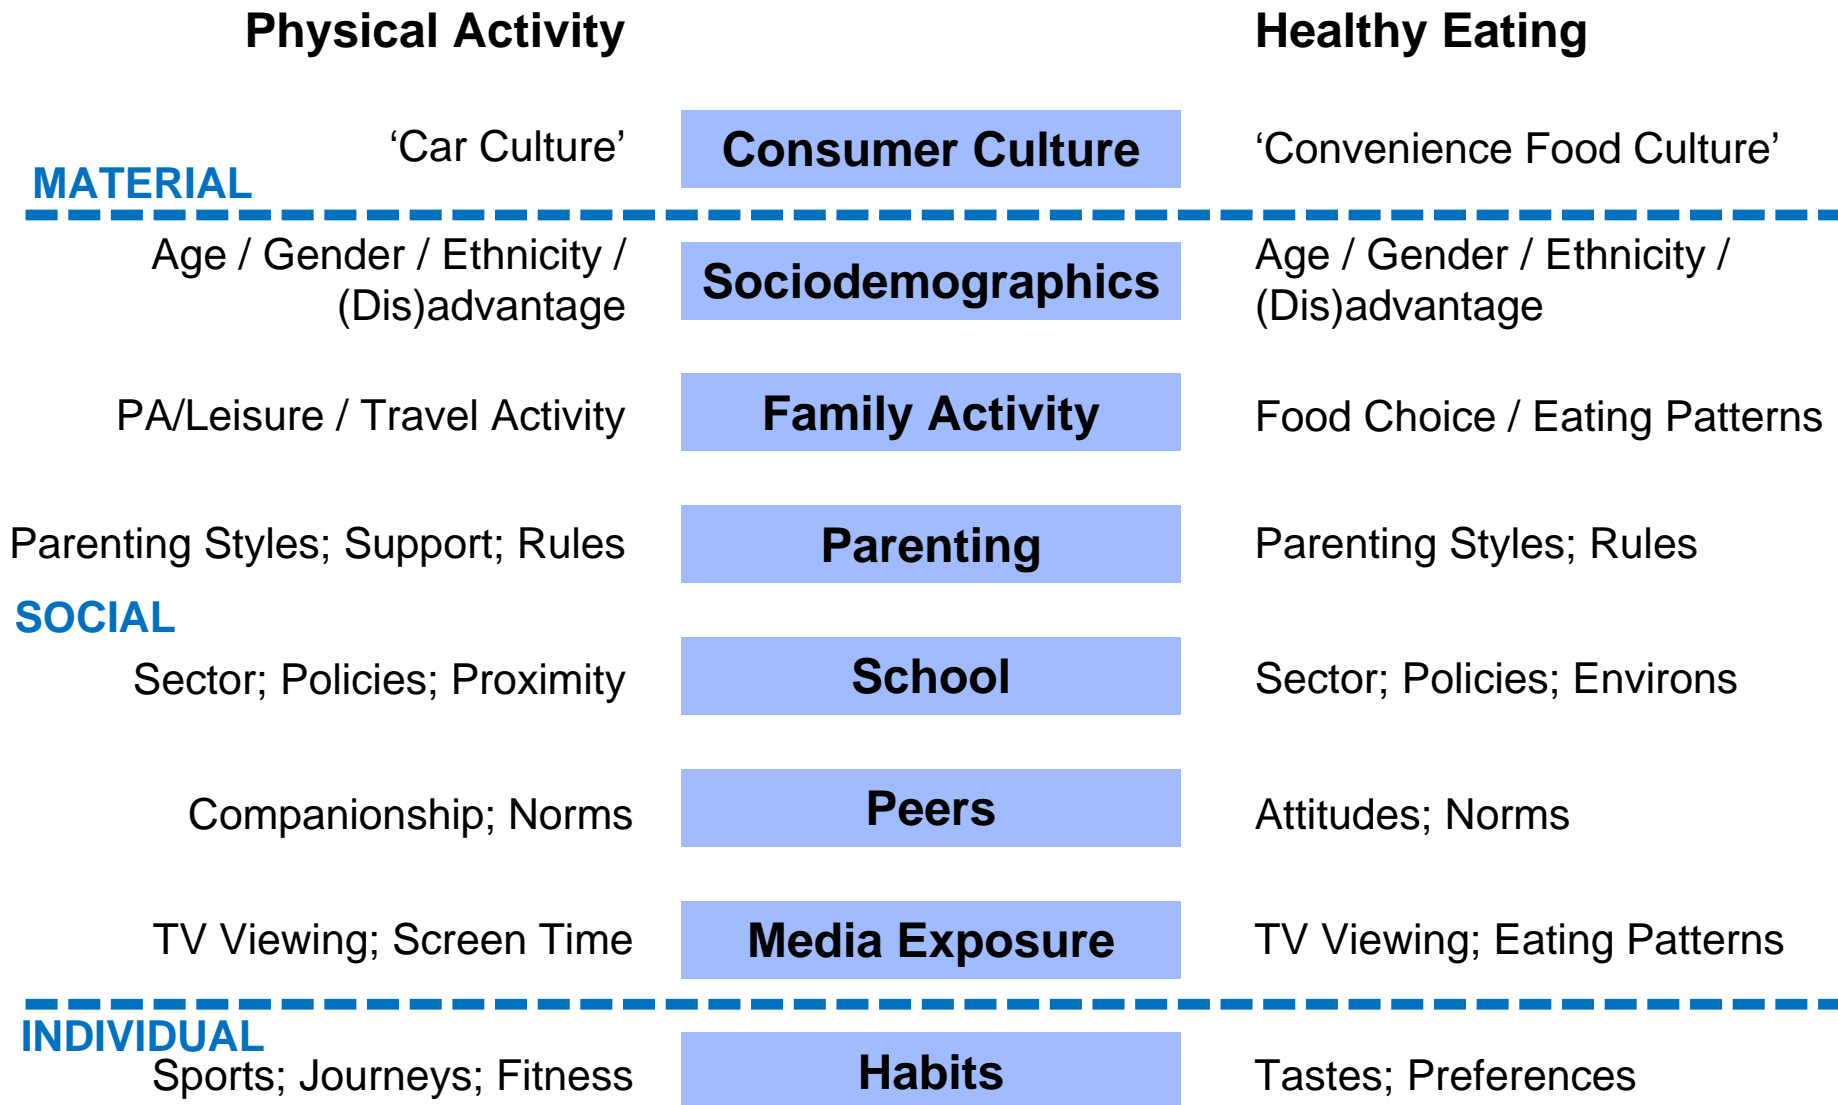 Physical Activity
Healthy Eating
‘Car Culture’
Consumer Culture
‘Convenience Food Culture’
MATERIAL
Age / Gender / Ethnicity /
(Dis)advantage
Sociodemographics
Age / Gender / Ethnicity /
(Dis)advantage
PA/Leisure / Travel Activity
Family Activity
Food Choice / Eating Patterns
Parenting Styles; Support; Rules
Parenting
Parenting Styles; Rules
SOCIAL
Sector; Policies; Proximity
School
Sector; Policies; Environs
Companionship; Norms
Peers
Attitudes; Norms
TV Viewing; Screen Time
Media Exposure
TV Viewing; Eating Patterns
INDIVIDUAL
Sports; Journeys; Fitness
Habits
Tastes; Preferences